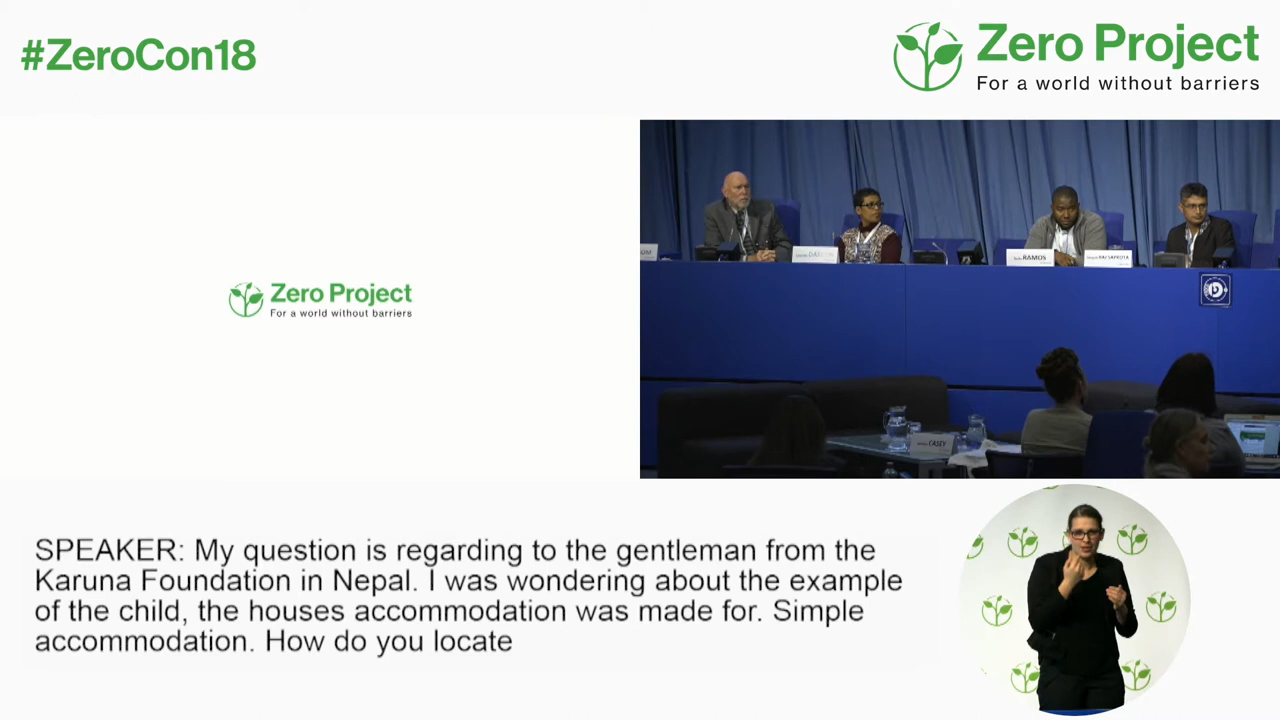 #ZeroCon18
Zero Project
For a world without barriers
Zero Project
For a world without barriers
RAMOS
CASEY
SPEAKER: My question is regarding to the gentleman from the
Karuna Foundation in Nepal. I was wondering about the example
of the child, the houses accommodation was made for. Simple
accommodation. How do you locate